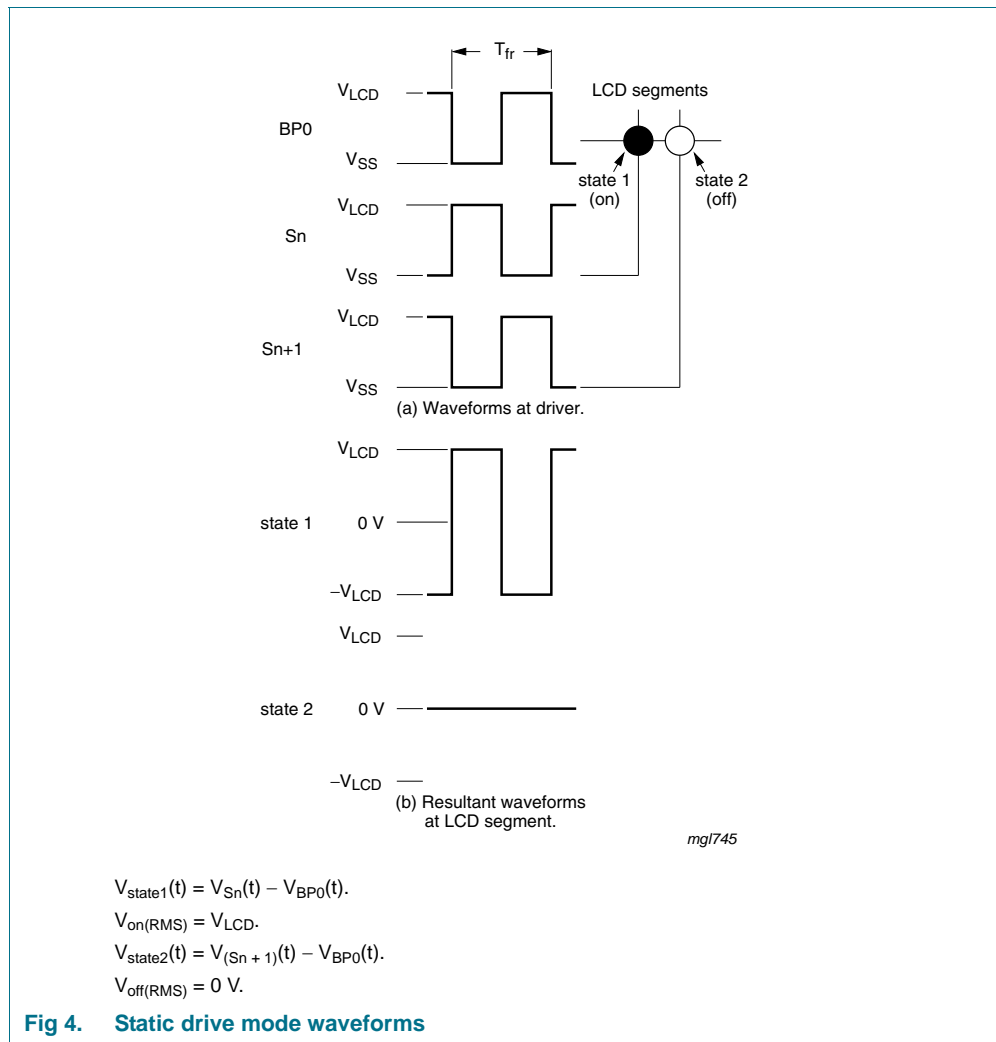 Tfr
VLCD
LCD segments
BP0
VSS
state 1
(on)
state 2
(off)
VLCD
Sn
VSS
VLCD
Sn+1
VSS
(a) Waveforms at driver.
VLCD
state 1 0 V
−VLCD
VLCD
state 2 0 V
−VLCD
(b) Resultant waveforms
at LCD segment.
mgl745
Vstate1(t) = VSn(t) − VBP0(t).
Von(RMS) = VLCD.
Vstate2(t) = V(Sn + 1)(t) − VBP0(t).
Voff(RMS) = 0 V.
Fig 4. Static drive mode waveforms